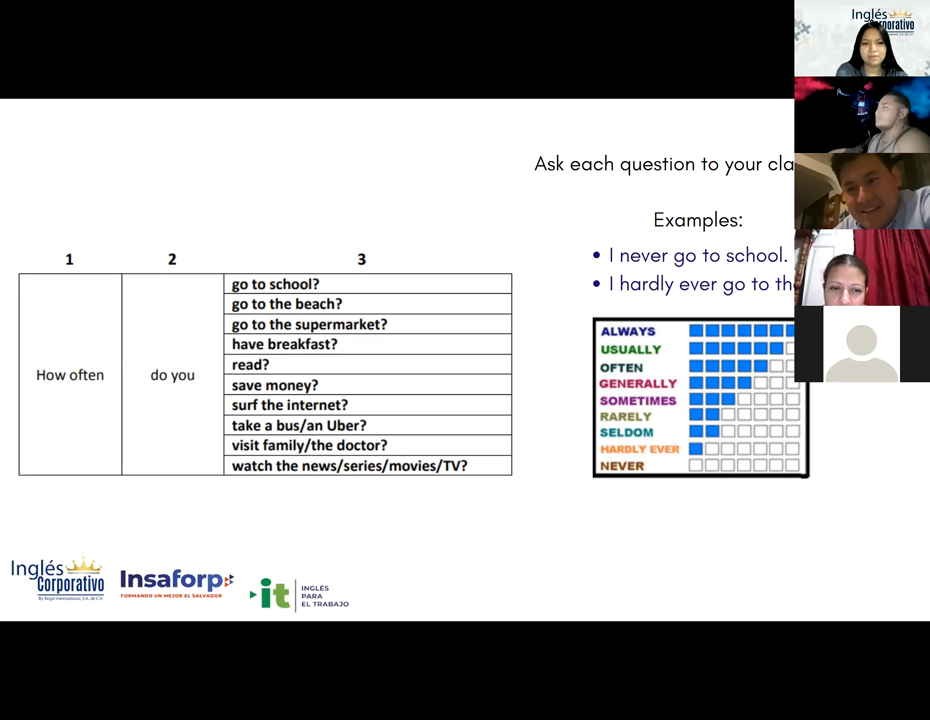 Inglés
Corporativo
Ask each question to your cla
Examples:
• I never go to school.
• I hardly ever go to th
1 2 3
How often
do you
go to school?
go to the beach?
go to the supermarket?
have breakfast?
read?
save money?
surf the internet?
take a bus/an Uber?
visit family/the doctor?
watch the news/series/movies/TV?
ALWAYS
USUALLY
OFTEN
GENERALLY
SOMETIMES
RARELY
SELDOM
HARDLY EVER
NEVER
Inglés
Corporativo
By Regal International, S.A. de C.V.
Insaforp
FORMANDO UN MEJOR EL SALVADOR
it
INGLÉS
PARA
EL TRABAJO